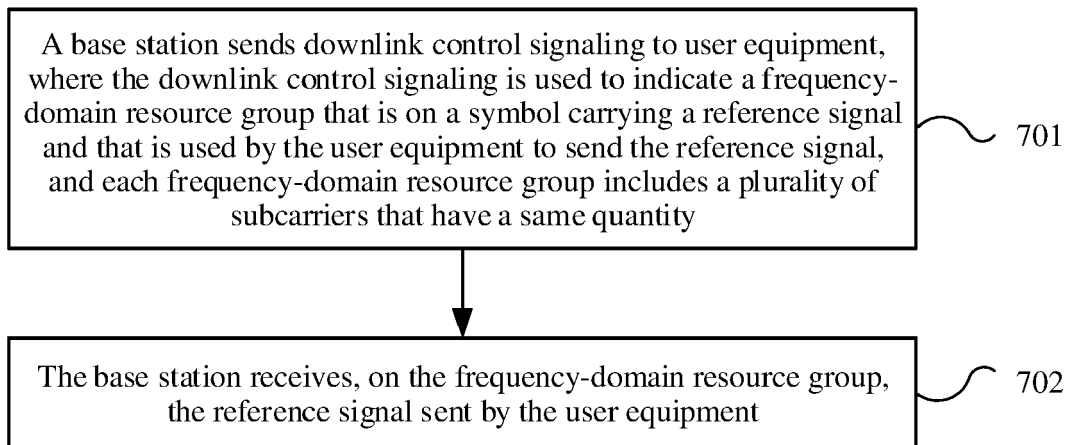 A base station sends downlink control signaling to user equipment,
where the downlink control signaling is used to indicate a frequency-
domain resource group that is on a symbol carrying a reference signal
and that is used by the user equipment to send the reference signal,
and each frequency-domain resource group includes a plurality of
subcarriers that have a same quantity
701
The base station receives, on the frequency-domain resource group,
the reference signal sent by the user equipment
702